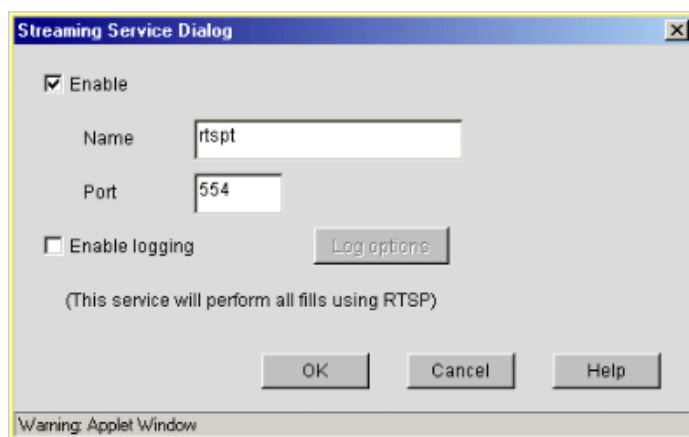 Streaming Service Dialog
Enable
Name rtspt
Port 554
Enable logging Log options
(This service will perform all fills using RTSP)
OK Cancel Help
Warning: Applet Window